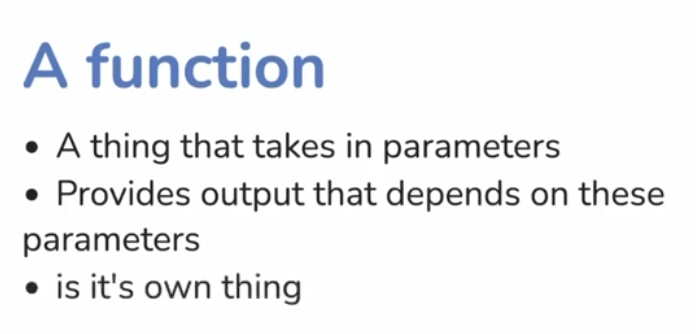 A function
• A thing that takes in parameters
• Provides output that depends on these
parameters
• is it's own thing